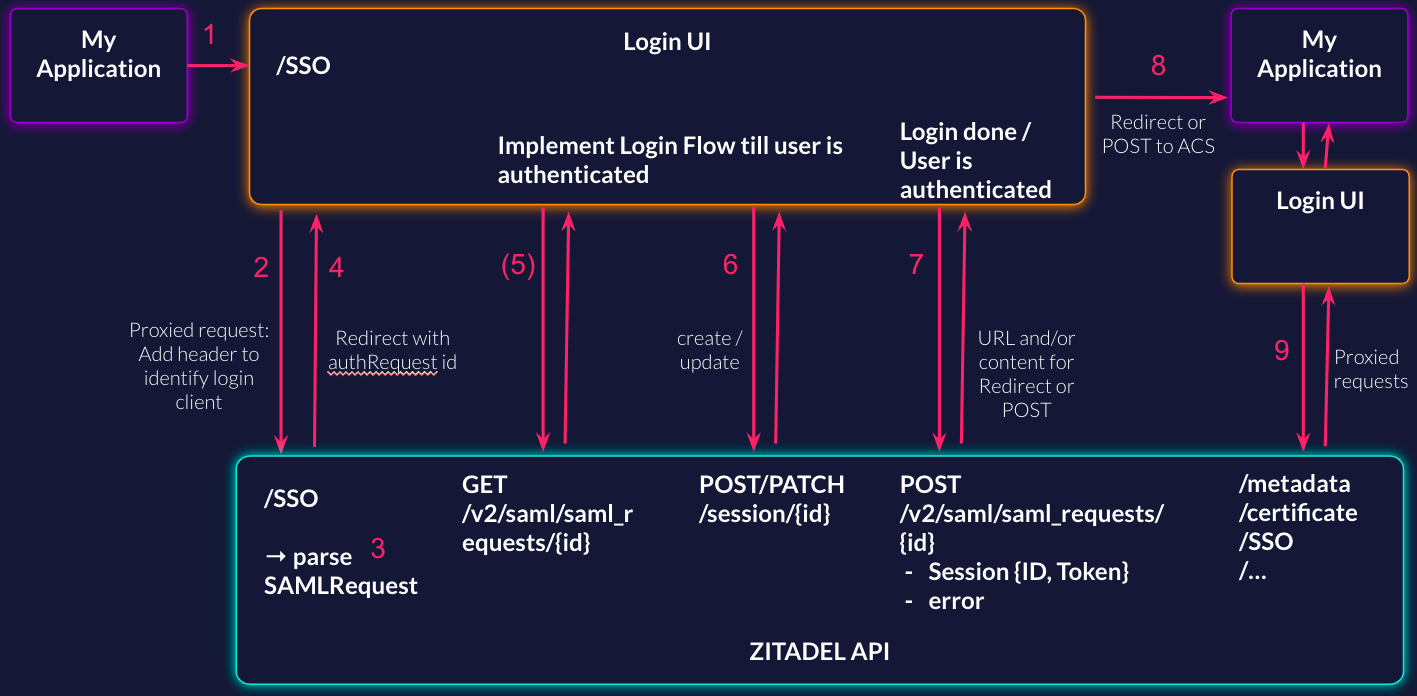 My
Application
1
/SSO
Login UI
Implement Login Flow till user is
authenticated
Login done /
User is
authenticated
8
Redirect or
POST to ACS
My
Application
Login UI
2
Proxied request:
Add header to
identify login
client
4
Redirect with
authRequest id
(5)
6
create /
update
7
URL and/or
content for
Redirect or
POST
9
Proxied
requests
/SSO
→ parse 3
SAMLRequest
GET
/v2/saml/saml_r
equests/{id}
POST/PATCH
/session/{id}
POST
/v2/saml/saml_requests/
{id}
- Session {ID, Token}
- error
/metadata
/certificate
/SSO
/...
ZITADEL API